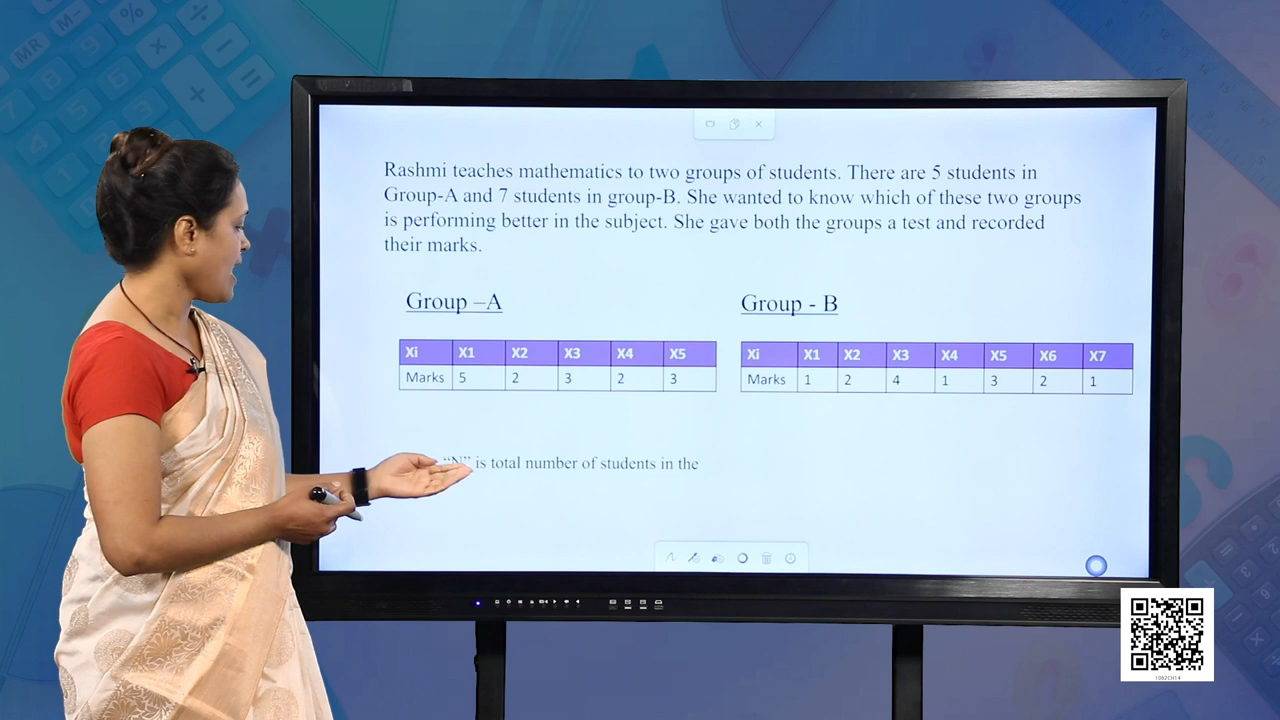 Rashmi teaches mathematics to two groups of students. There are 5 students in
Group-A and 7 students in group-B. She wanted to know which of these two groups
is performing better in the subject. She gave both the groups a test and recorded
their marks.
Group –A
Group - B
Xi X1 X2 X3 X4 X5
Marks 5 2 3 2 3
Xi X1 X2 X3 X4 X5 X6 X7
Marks 1 2 4 1 3 2 1
“N” is total number of students in the
1062CH14